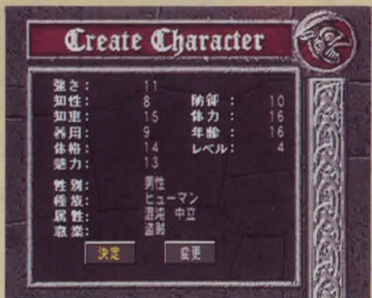 Create Character
強さ： 11
知性： 8 防御： 10
知恵： 15 体力： 16
器用： 9 年齢： 16
体格： 14 レベル： 4
魅力： 13
性別： 男性
種族： ヒューマン
属性： 混沌 中立
職業： 盗賊
決定 変更